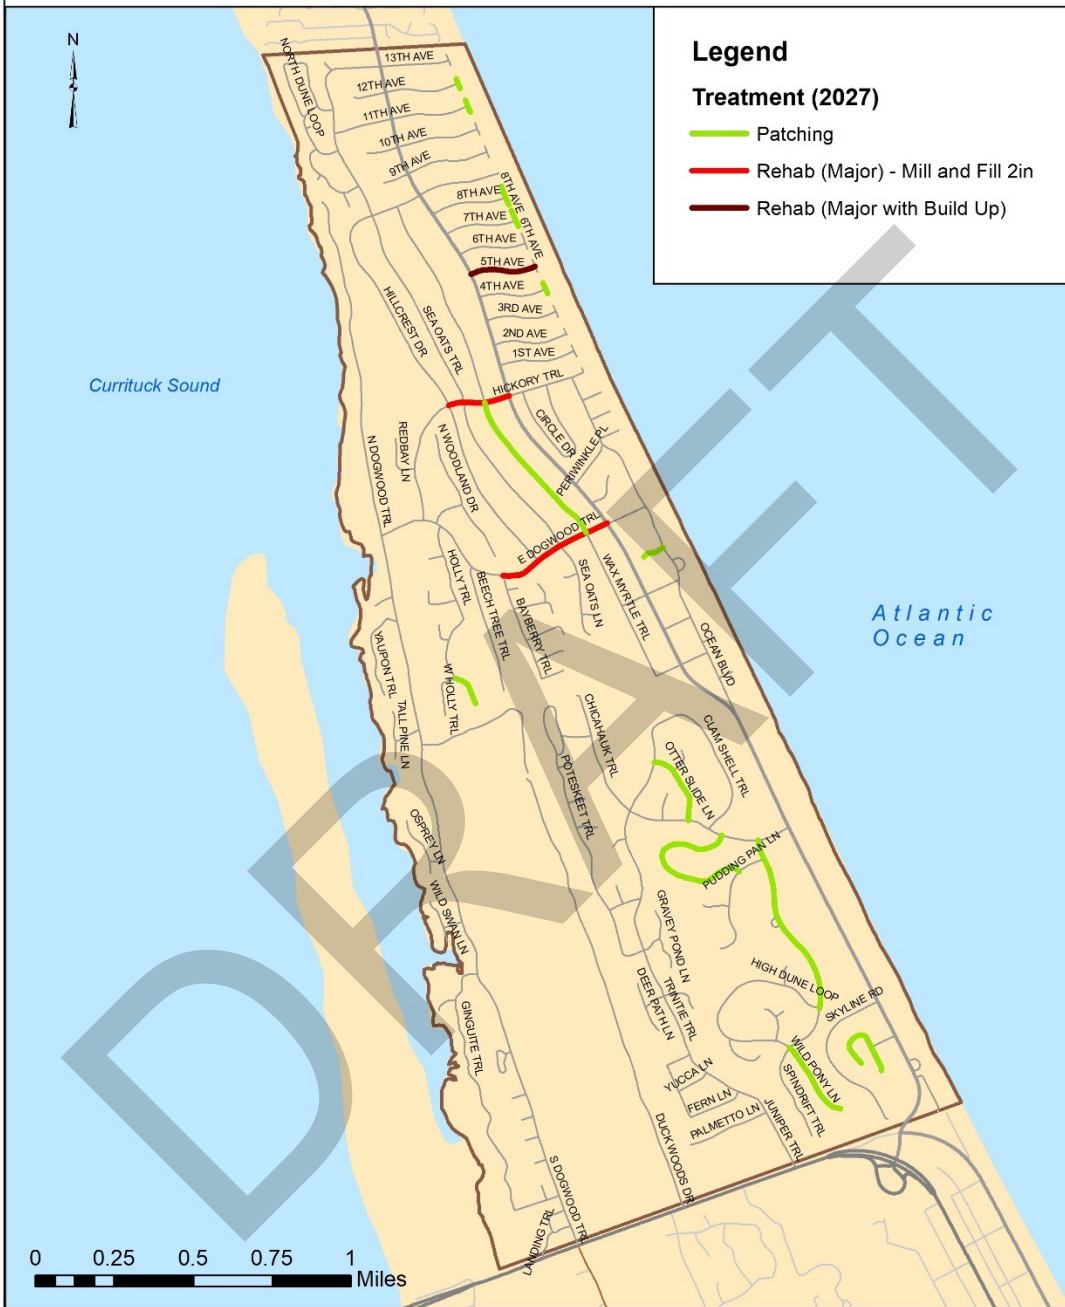 Legend
Treatment (2027)
Patching
Rehab (Major) - Mill and Fill 2in
Rehab (Major with Build Up)
N
NORTH DUNE LOOP
13TH AVE
12TH AVE
11TH AVE
10TH AVE
9TH AVE
8TH AVE
8TH AVE
7TH AVE
6TH AVE
6TH AVE
5TH AVE
4TH AVE
3RD AVE
2ND AVE
1ST AVE
HILLCREST DR
SEA OATS TRL
HICKORY TRL
Currituck Sound
CIRCLE DR
PERIWINKLE PL
REDBAY LN
N WOODLAND DR
N DOGWOOD TRL
E DOGWOOD TRL
HOLLY TRL
BEECH TREE TRL
BAYBERRY TRL
SEA OATS LN
WAX MYRTLE TRL
Atlantic
Ocean
OCEAN BLVD
YAUPON TRL
W HOLLY TRL
TALL PINE LN
CHICAHAUK TRL
CLAM SHELL TRL
OTTER SLIDE LN
POTESKEET TRL
OSPREY LN
PUDDING PAN LN
WILD SWAN LN
GRAVEY POND LN
HIGH DUNE LOOP
SKYLINE RD
DEER PATH LN
TRINITIE TRL
GINGUITE TRL
WILD PONY LN
SPINDRIFT TRL
YUCCA LN
FERN LN
PALMETTO LN
JUNIPER TRL
DUCK WOODS DR
S DOGWOOD TRL
LANDING TRL
0 0.25 0.5 0.75 1
Miles
DRAFT